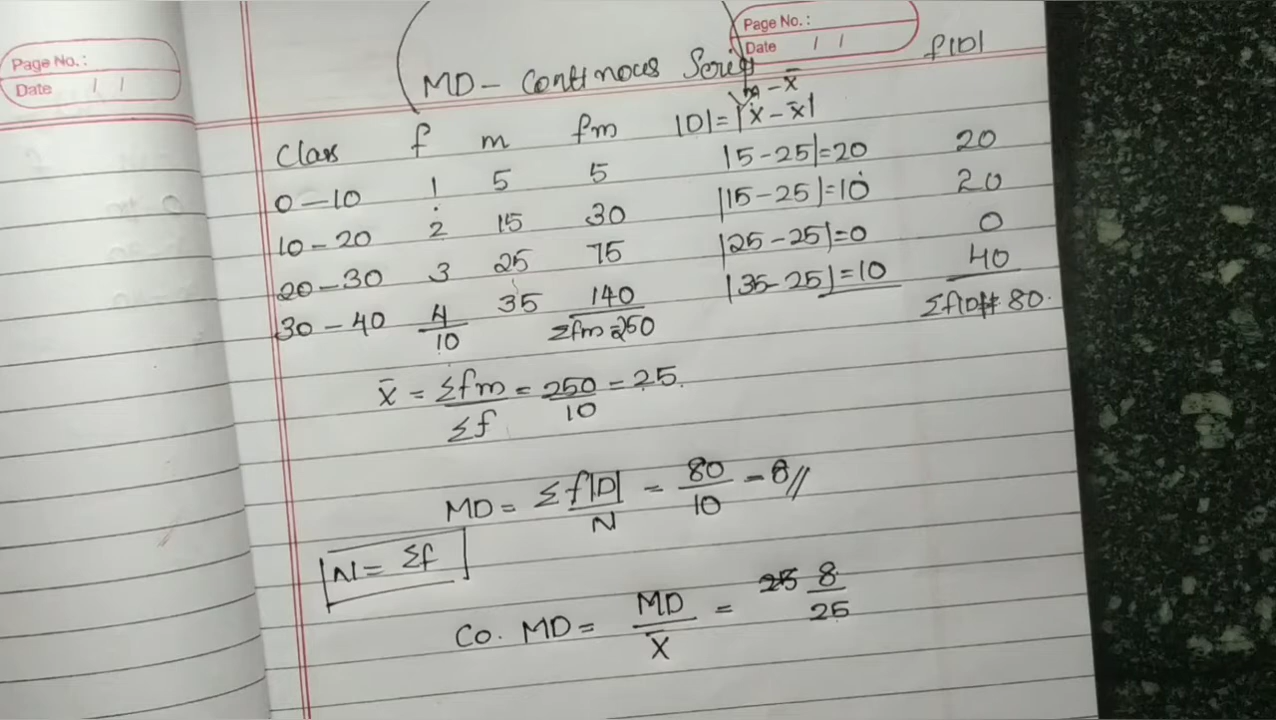 Page No.:
Date / /
Page No.:
Date / /
MD - Continous Series
f|D|
m - x̄
Class f m fm |D|= |x - x̄|
0-10 1 5 5 |5-25|=20 20
10-20 2 15 30 |15-25|=10 20
20-30 3 25 75 |25-25|=0 0
30-40 4 35 140 |35-25|=10 40
10 Σfm=250 Σf|D|= 80.
x̄ = Σfm/Σf = 250/10 = 25.
MD = Σf|D|/N = 80/10 = 8//
N = Σf
Co. MD = MD/X̄ = 8/25